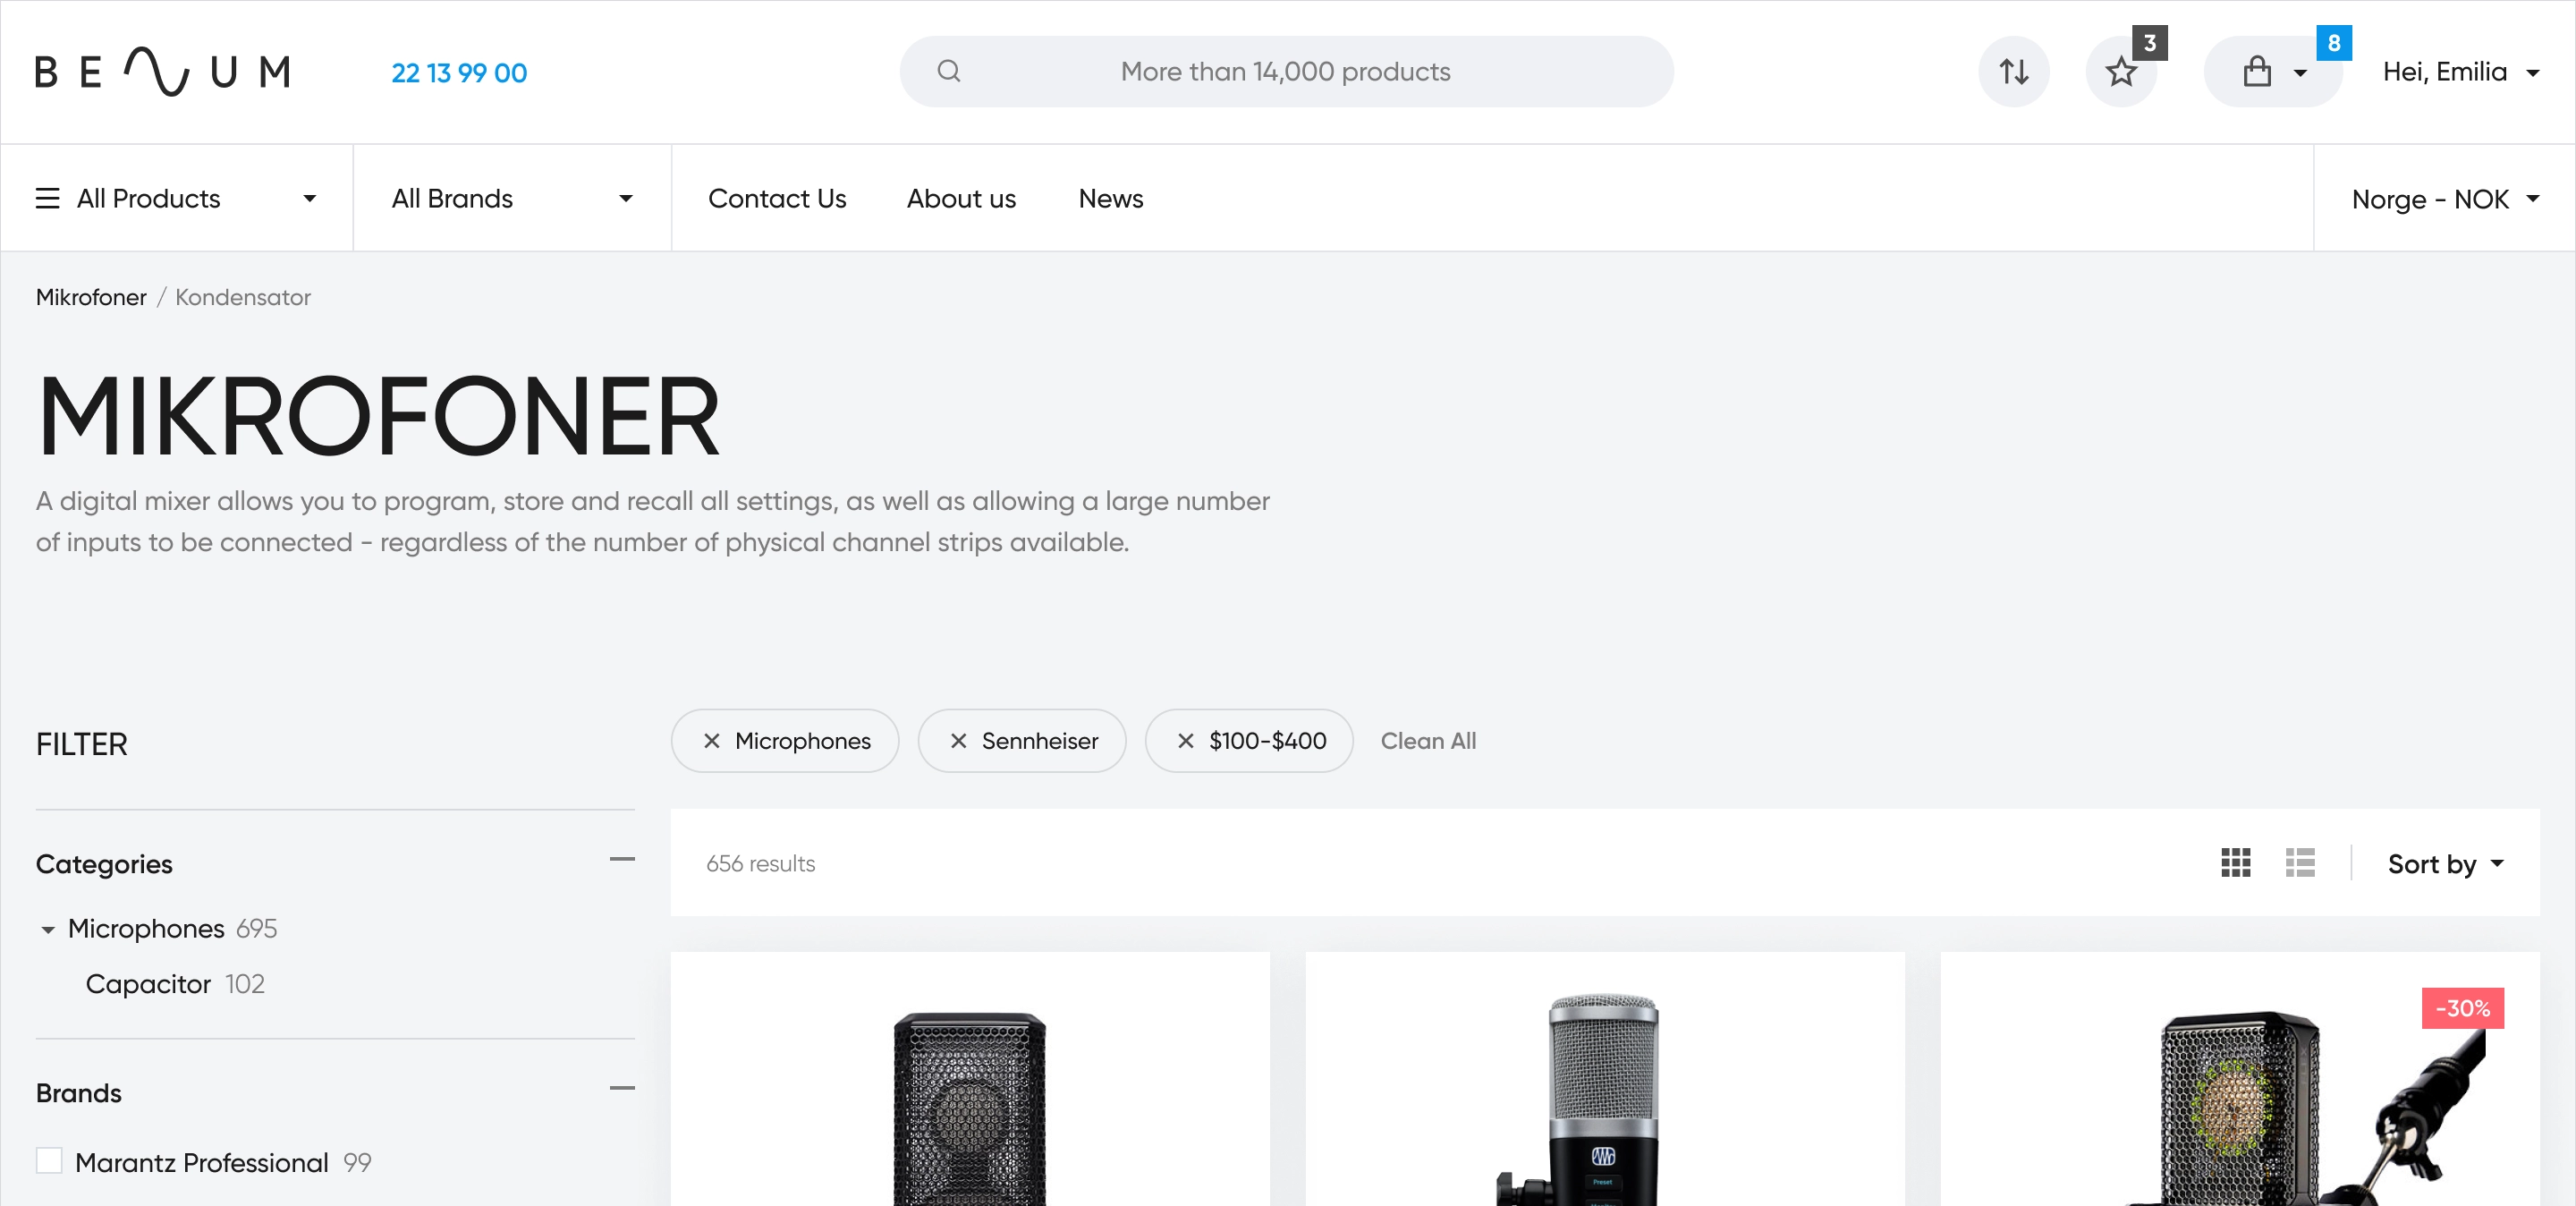 BENUM
22 13 99 00
More than 14,000 products
3
8
Hei, Emilia
All Products
All Brands
Contact Us
About us
News
Norge - NOK
Mikrofoner / Kondensator
MIKROFONER
A digital mixer allows you to program, store and recall all settings, as well as allowing a large number
of inputs to be connected - regardless of the number of physical channel strips available.
FILTER
Microphones
Sennheiser
$100-$400
Clean All
Categories
Microphones 695
Capacitor 102
Brands
Marantz Professional 99
656 results
Sort by
-30%
Preset